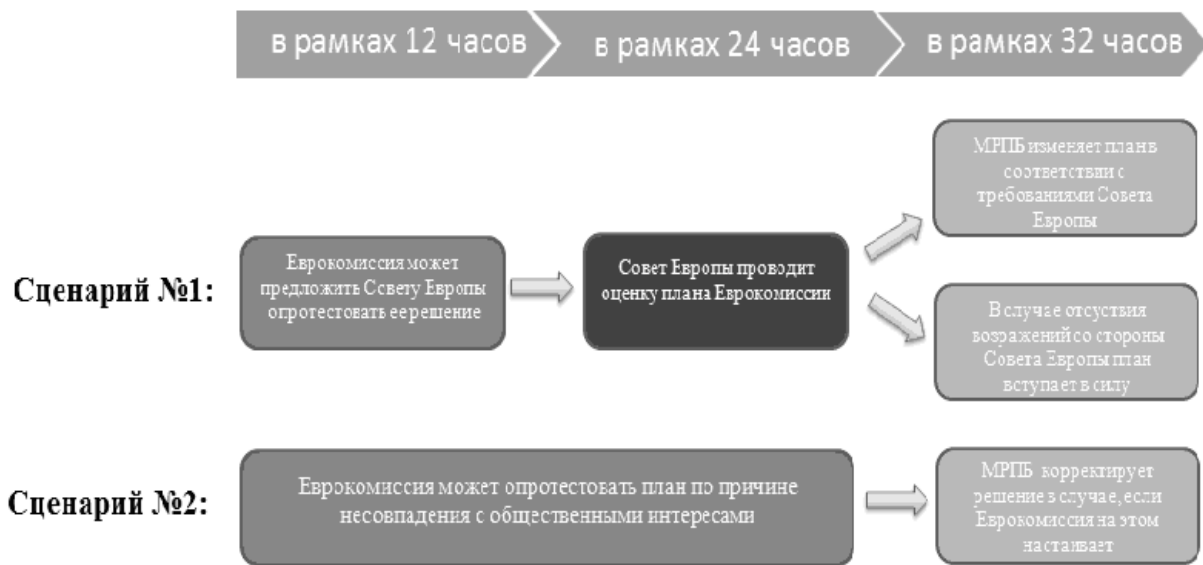 в рамках 12 часов
в рамках 24 часов
в рамках 32 часов
Сценарий №1:
Еврокомиссия может
предложить Совету Европы
опротестовать ее решение
Совет Европы проводит
оценку плана Еврокомиссии
МРПБ изменяет план в
соответствии с
требованиями Совета
Европы
В случае отсуствия
возражений со стороны
Совета Европы план
вступает в силу
Сценарий №2:
Еврокомиссия может опротестовать план по причине
несовпадения с общественными интересами
МРПБ корректирует
решение в случае, если
Еврокомиссия на этом
настаивает